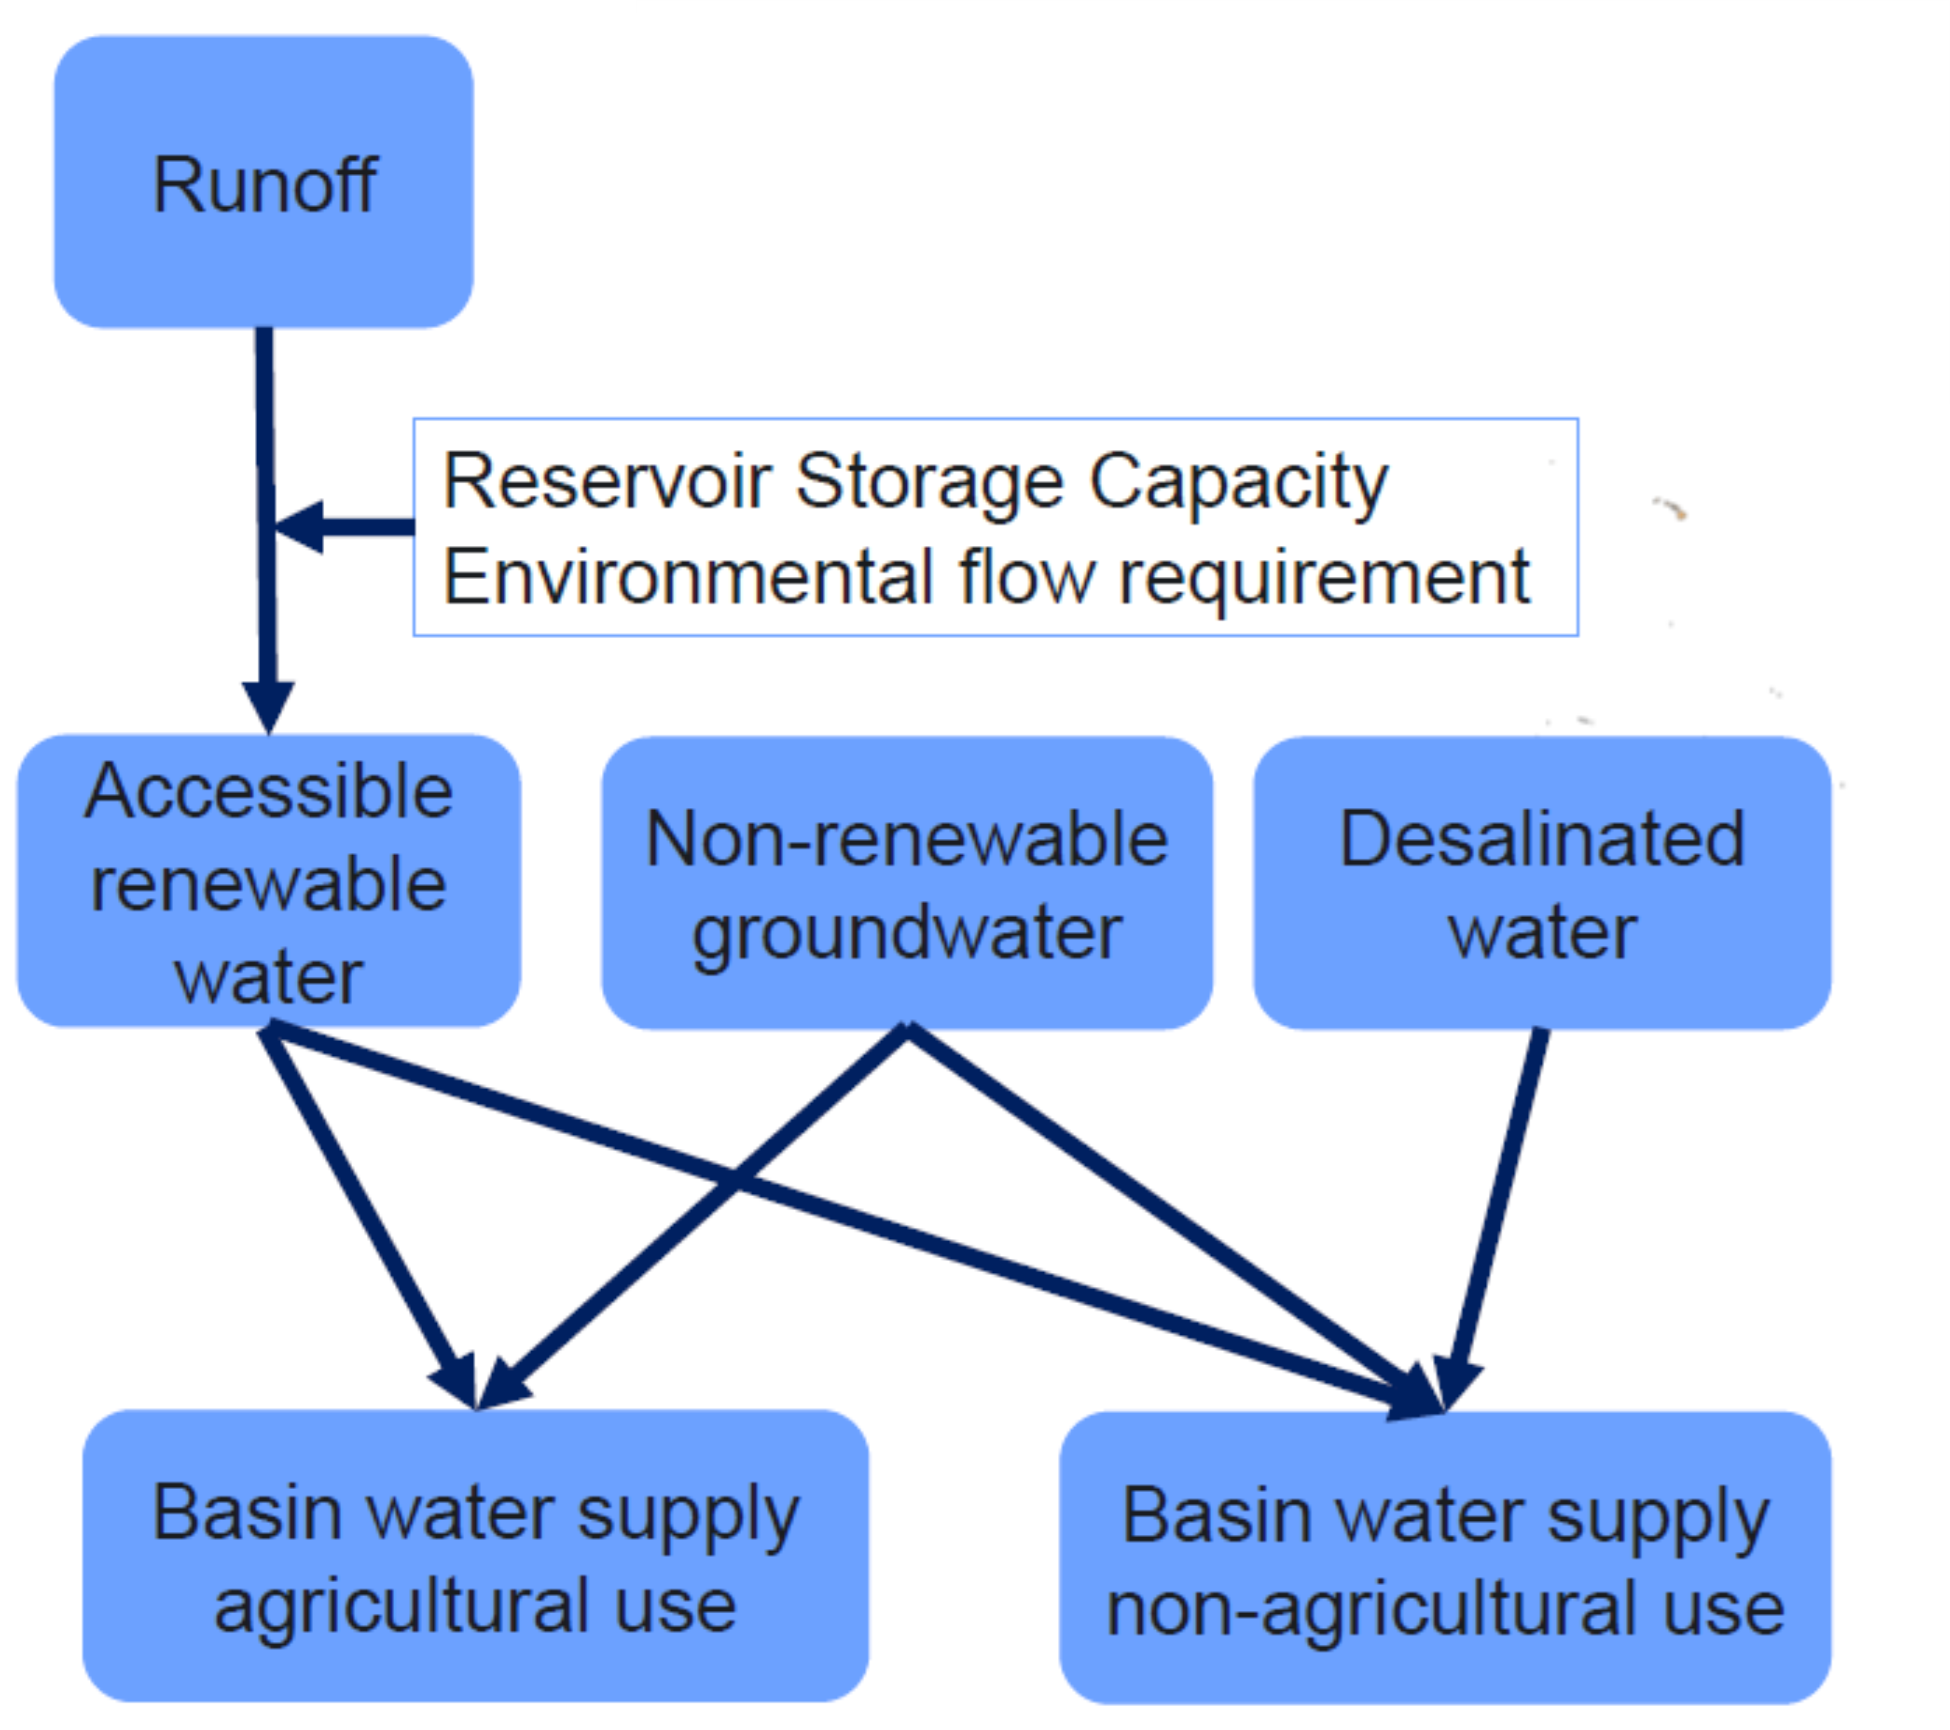 Runoff
Reservoir Storage Capacity
Environmental flow requirement
Accessible
renewable
water
Non-renewable
groundwater
Desalinated
water
Basin water supply
agricultural use
Basin water supply
non-agricultural use